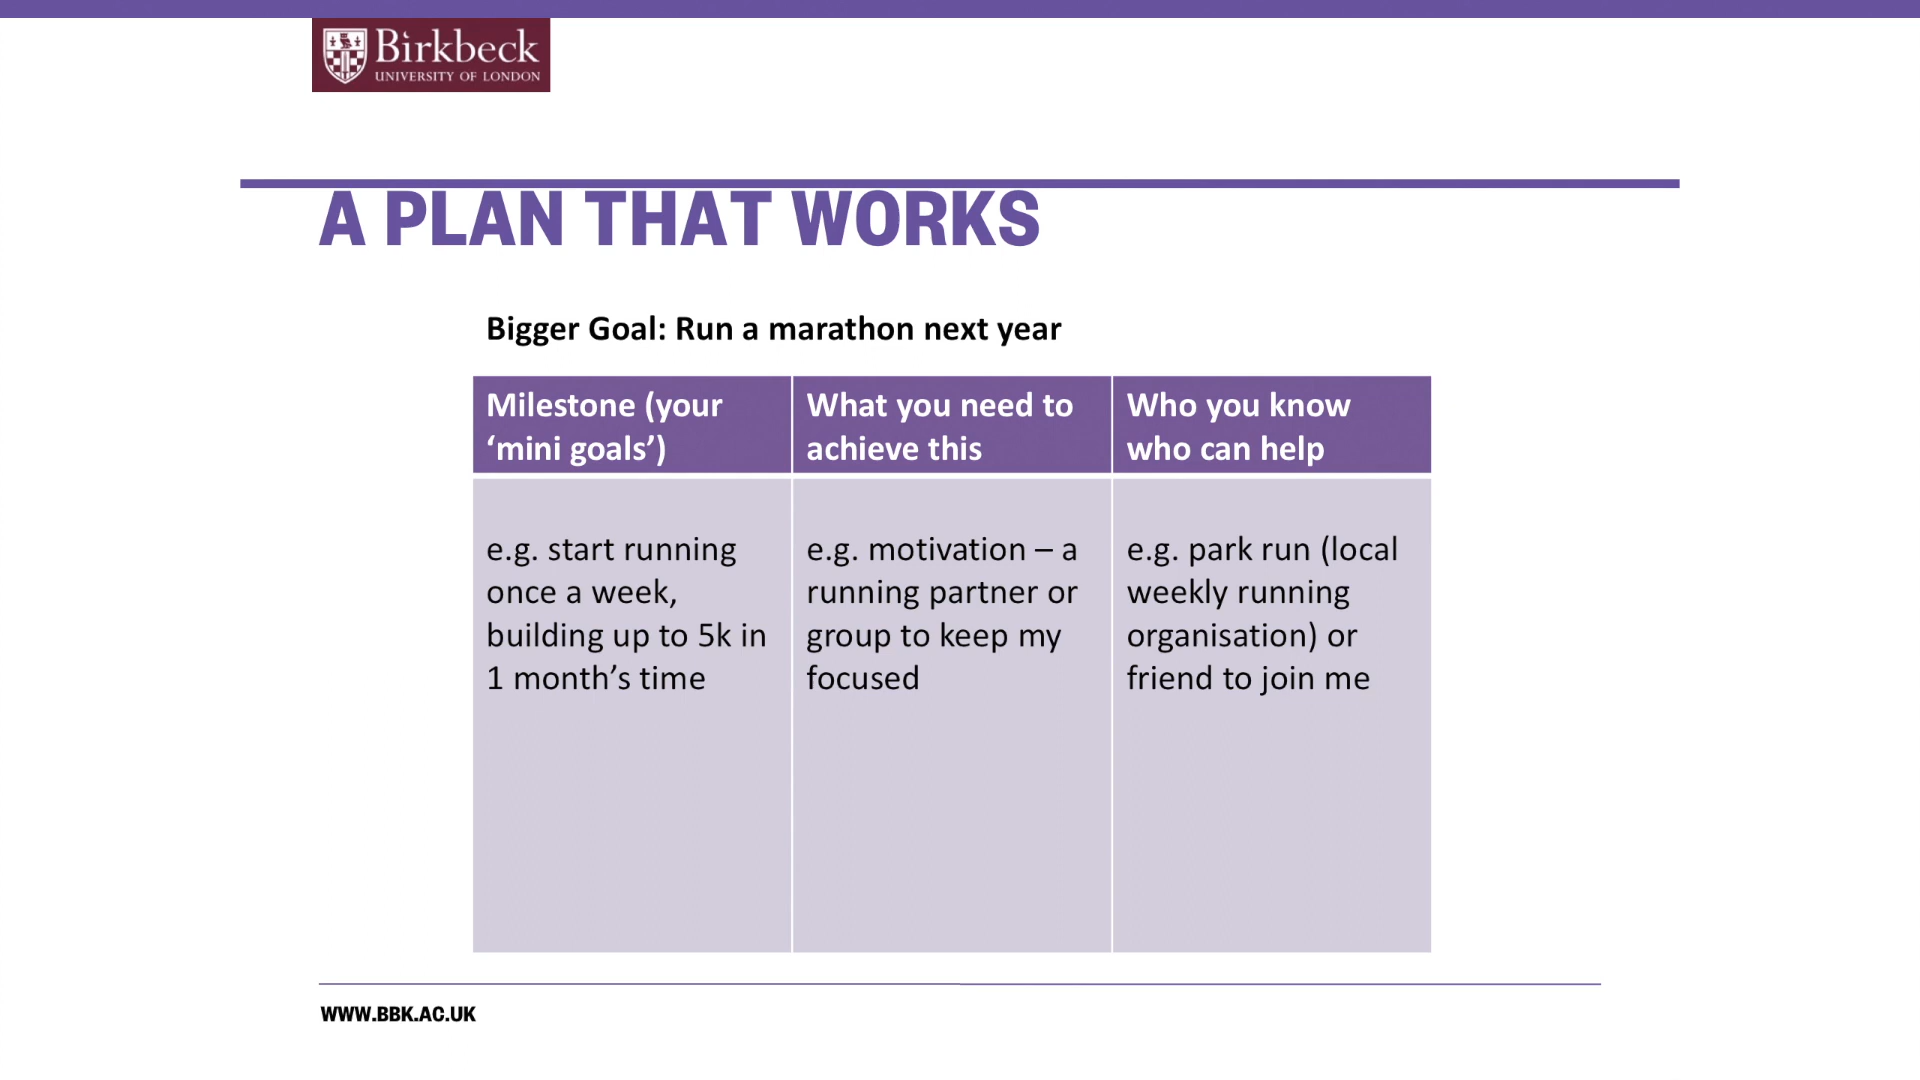 Birkbeck
UNIVERSITY OF LONDON
A PLAN THAT WORKS
Bigger Goal: Run a marathon next year
Milestone (your
‘mini goals’)
What you need to
achieve this
Who you know
who can help
e.g. start running
once a week,
building up to 5k in
1 month’s time
e.g. motivation – a
running partner or
group to keep my
focused
e.g. park run (local
weekly running
organisation) or
friend to join me
WWW.BBK.AC.UK